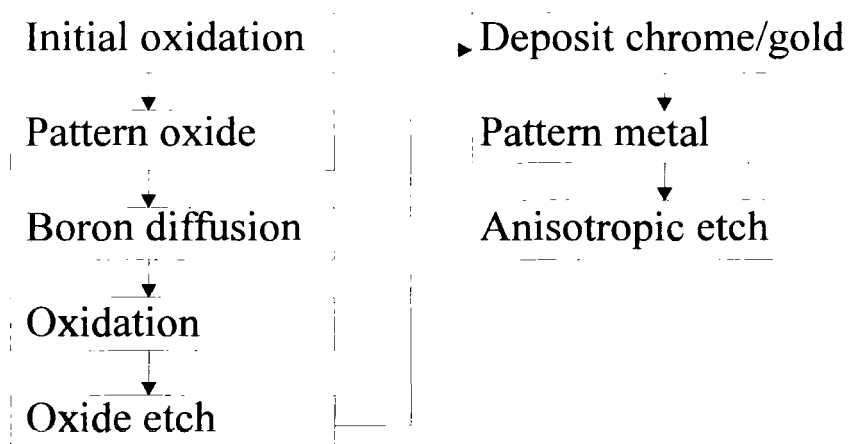 Initial oxidation
Pattern oxide
Boron diffusion
Oxidation
Oxide etch
Deposit chrome/gold
Pattern metal
Anisotropic etch